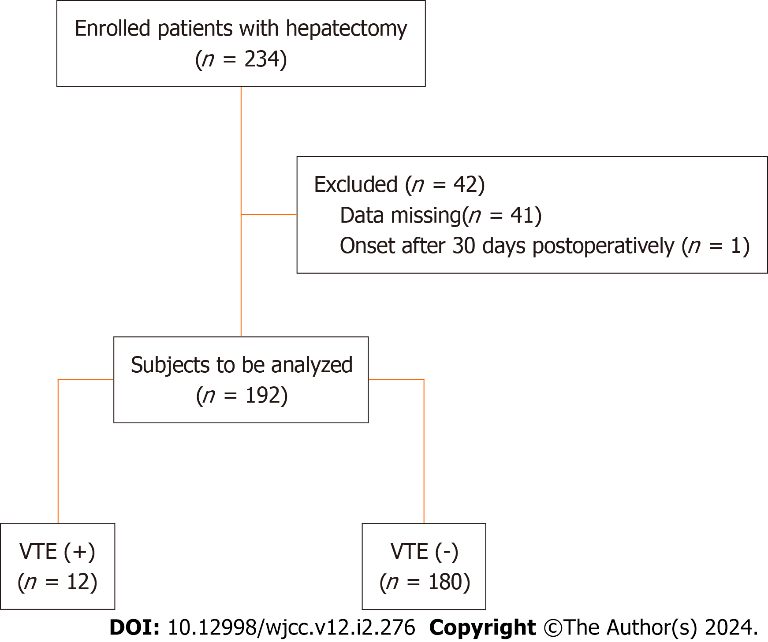 Enrolled patients with hepatectomy
(n = 234)
Excluded (n = 42)
Data missing(n = 41)
Onset after 30 days postoperatively (n = 1)
Subjects to be analyzed
(n = 192)
VTE (+)
(n = 12)
VTE (-)
(n = 180)
DOI: 10.12998/wjcc.v12.i2.276 Copyright ©The Author(s) 2024.